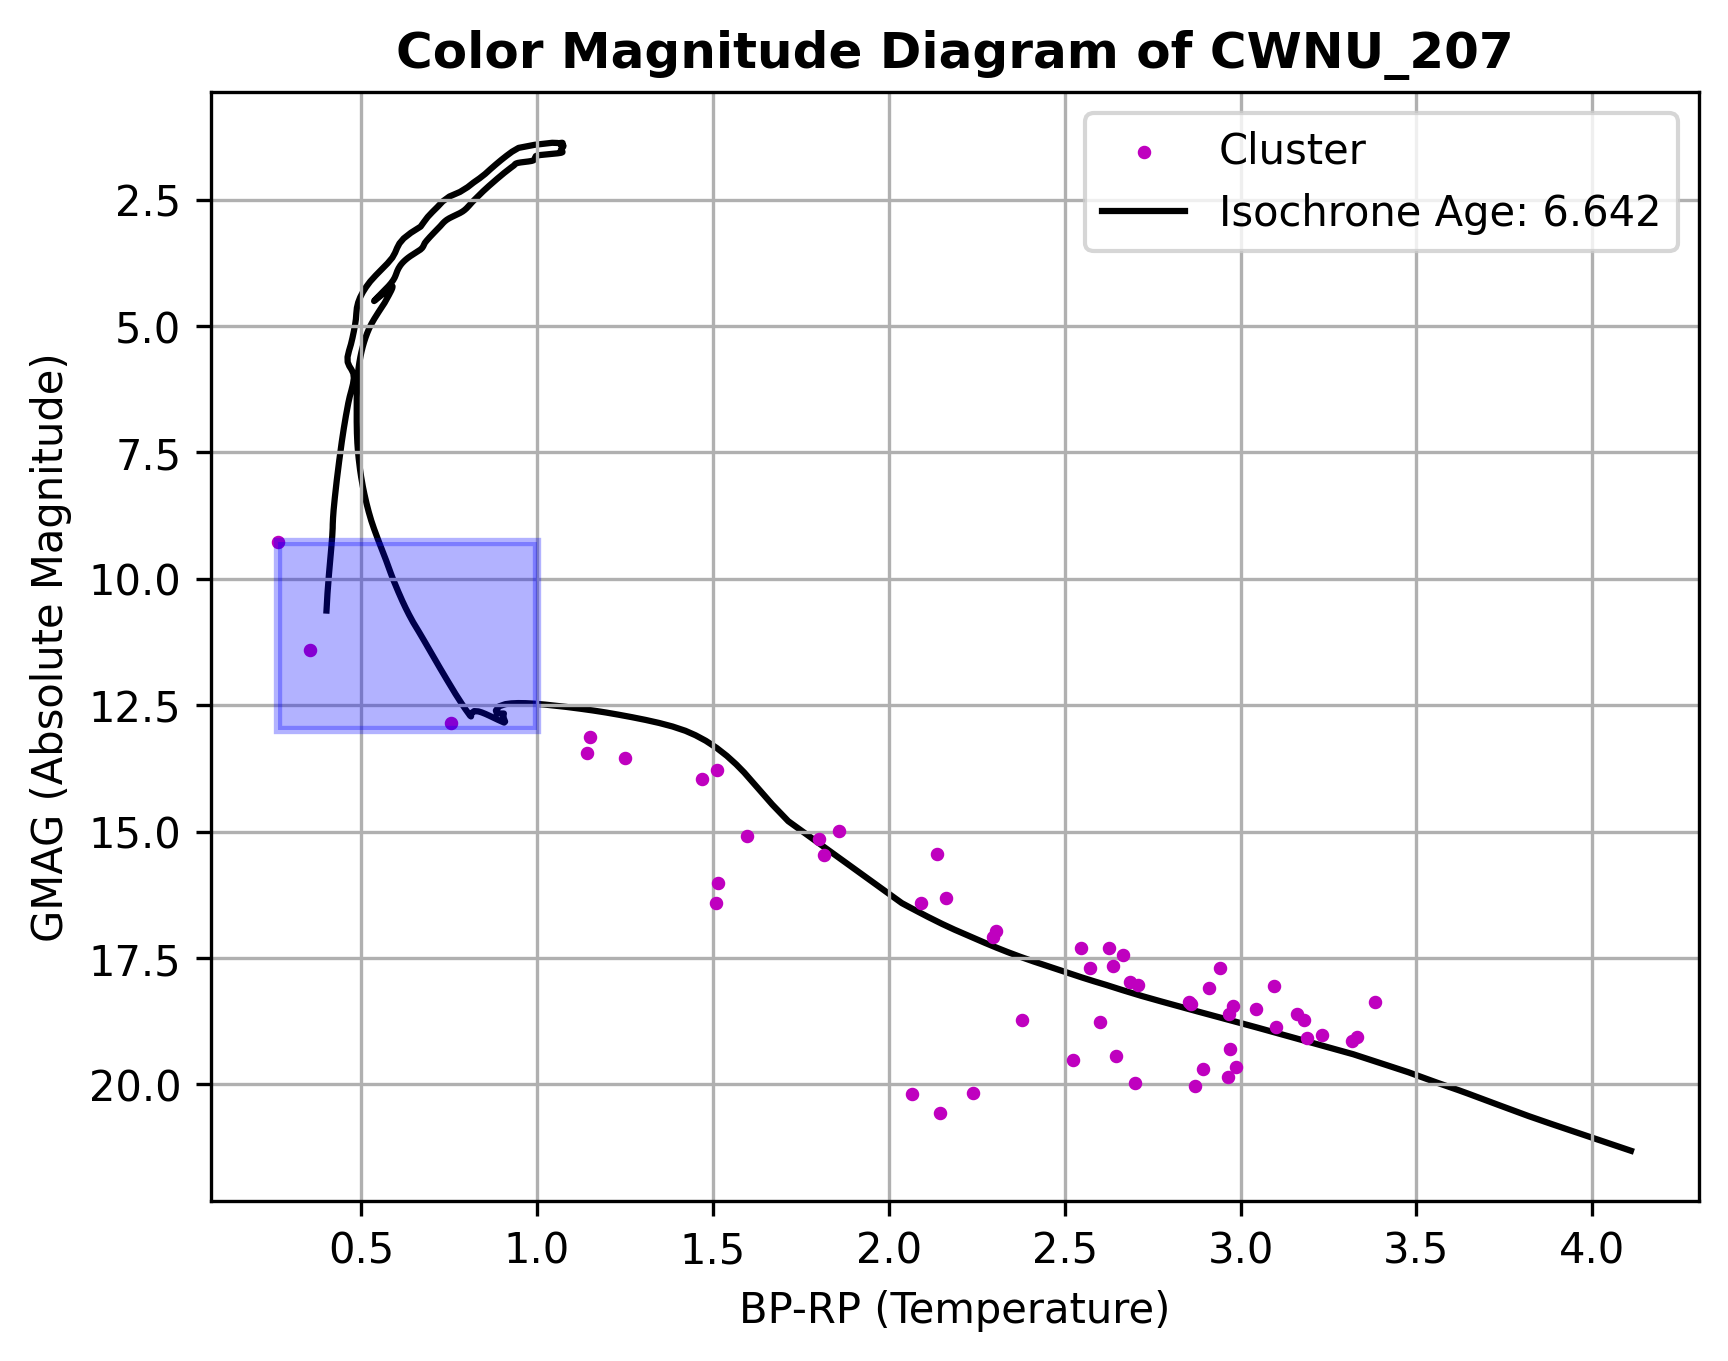 Color Magnitude Diagram of CWNU_207
Cluster
Isochrone Age: 6.642
GMAG (Absolute Magnitude)
2.5
5.0
7.5
10.0
12.5
15.0
17.5
20.0
0.5 1.0 1.5 2.0 2.5 3.0 3.5 4.0
BP-RP (Temperature)